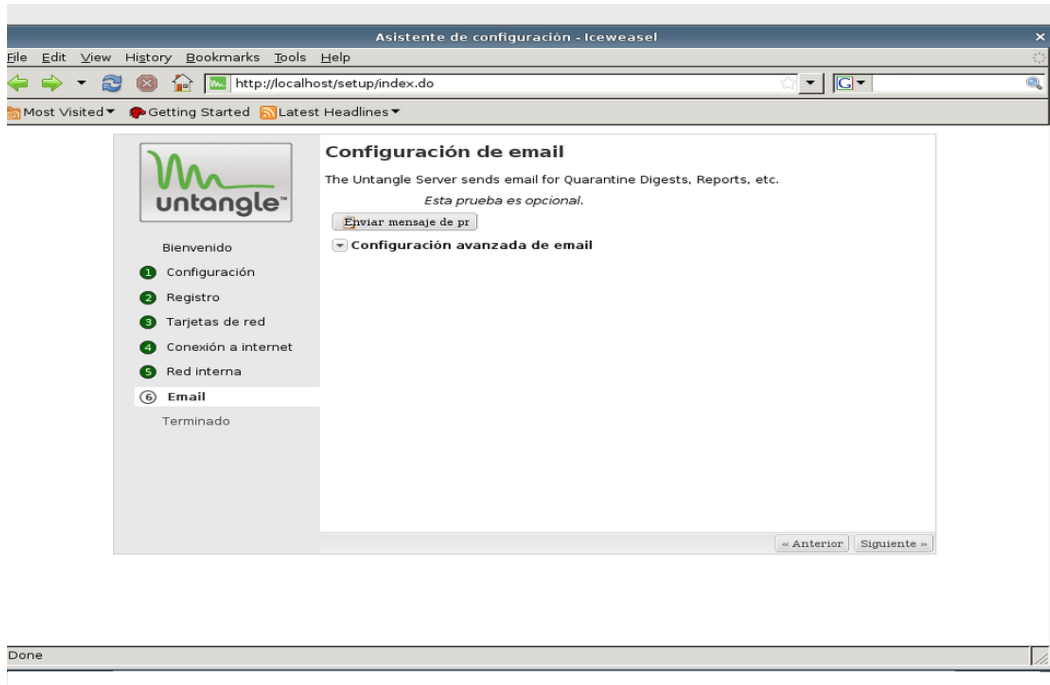 Asistente de configuración - Iceweasel
File Edit View History Bookmarks Tools Help
http://localhost/setup/index.do
G
Most Visited Getting Started Latest Headlines
untangle™
Bienvenido
1 Configuración
2 Registro
3 Tarjetas de red
4 Conexión a internet
5 Red interna
6 Email
Terminado
Configuración de email
The Untangle Server sends email for Quarantine Digests, Reports, etc.
Esta prueba es opcional.
Enviar mensaje de pr
Configuración avanzada de email
« Anterior Siguiente »
Done